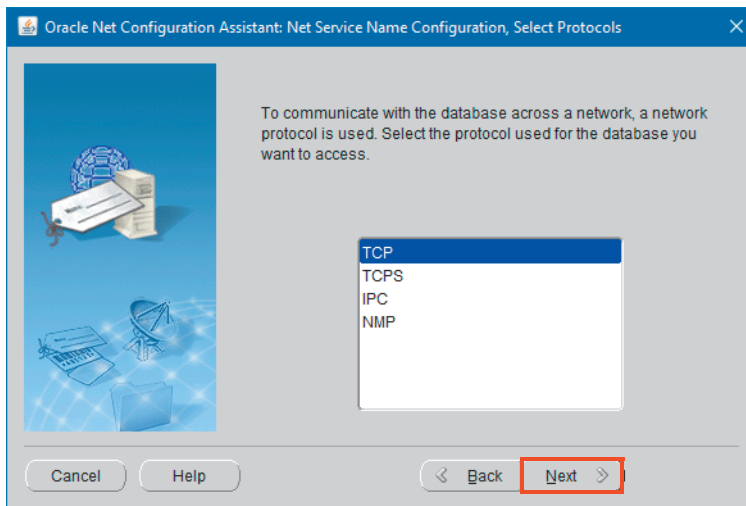 Oracle Net Configuration Assistant: Net Service Name Configuration, Select Protocols
To communicate with the database across a network, a network
protocol is used. Select the protocol used for the database you
want to access.
TCP
TCPS
IPC
NMP
Cancel
Help
Back
Next